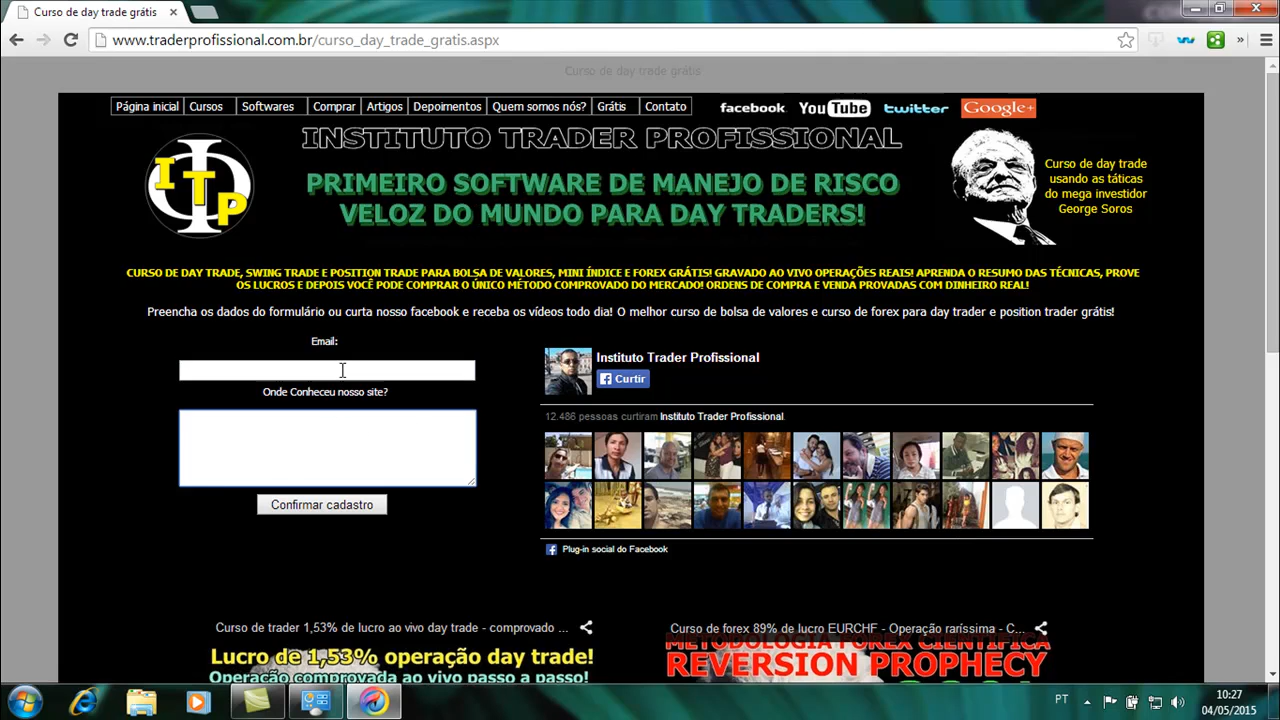 Curso de day trade grátis
www.traderprofissional.com.br/curso_day_trade_gratis.aspx
Curso de day trade grátis
Página inicial Cursos Softwares Comprar Artigos Depoimentos Quem somos nós? Grátis Contato facebook You Tube twitter Google+
INSTITUTO TRADER PROFISSIONAL
ITP
PRIMEIRO SOFTWARE DE MANEJO DE RISCO
VELOZ DO MUNDO PARA DAY TRADERS!
Curso de day trade
usando as táticas
do mega investidor
George Soros
CURSO DE DAY TRADE, SWING TRADE E POSITION TRADE PARA BOLSA DE VALORES, MINI ÍNDICE E FOREX GRÁTIS! GRAVADO AO VIVO OPERAÇÕES REAIS! APRENDA O RESUMO DAS TÉCNICAS, PROVE
OS LUCROS E DEPOIS VOCÊ PODE COMPRAR O ÚNICO MÉTODO COMPROVADO DO MERCADO! ORDENS DE COMPRA E VENDA PROVADAS COM DINHEIRO REAL!
Preencha os dados do formulário ou curta nosso facebook e receba os vídeos todo dia! O melhor curso de bolsa de valores e curso de forex para day trader e position trader grátis!
Email:
Onde Conheceu nosso site?
Confirmar cadastro
Instituto Trader Profissional
Curtir
12.486 pessoas curtiram Instituto Trader Profissional.
Plug-in social do Facebook
Curso de trader 1,53% de lucro ao vivo day trade - comprovado ...
Lucro de 1,53% operação day trade!
Operação comprovada ao vivo passo a passo!
Curso de forex 89% de lucro EURCHF - Operação raríssima - C...
METODOLOGIA FOREX CIENTIFICA
REVERSION PROPHECY
PT
10:27
04/05/2015